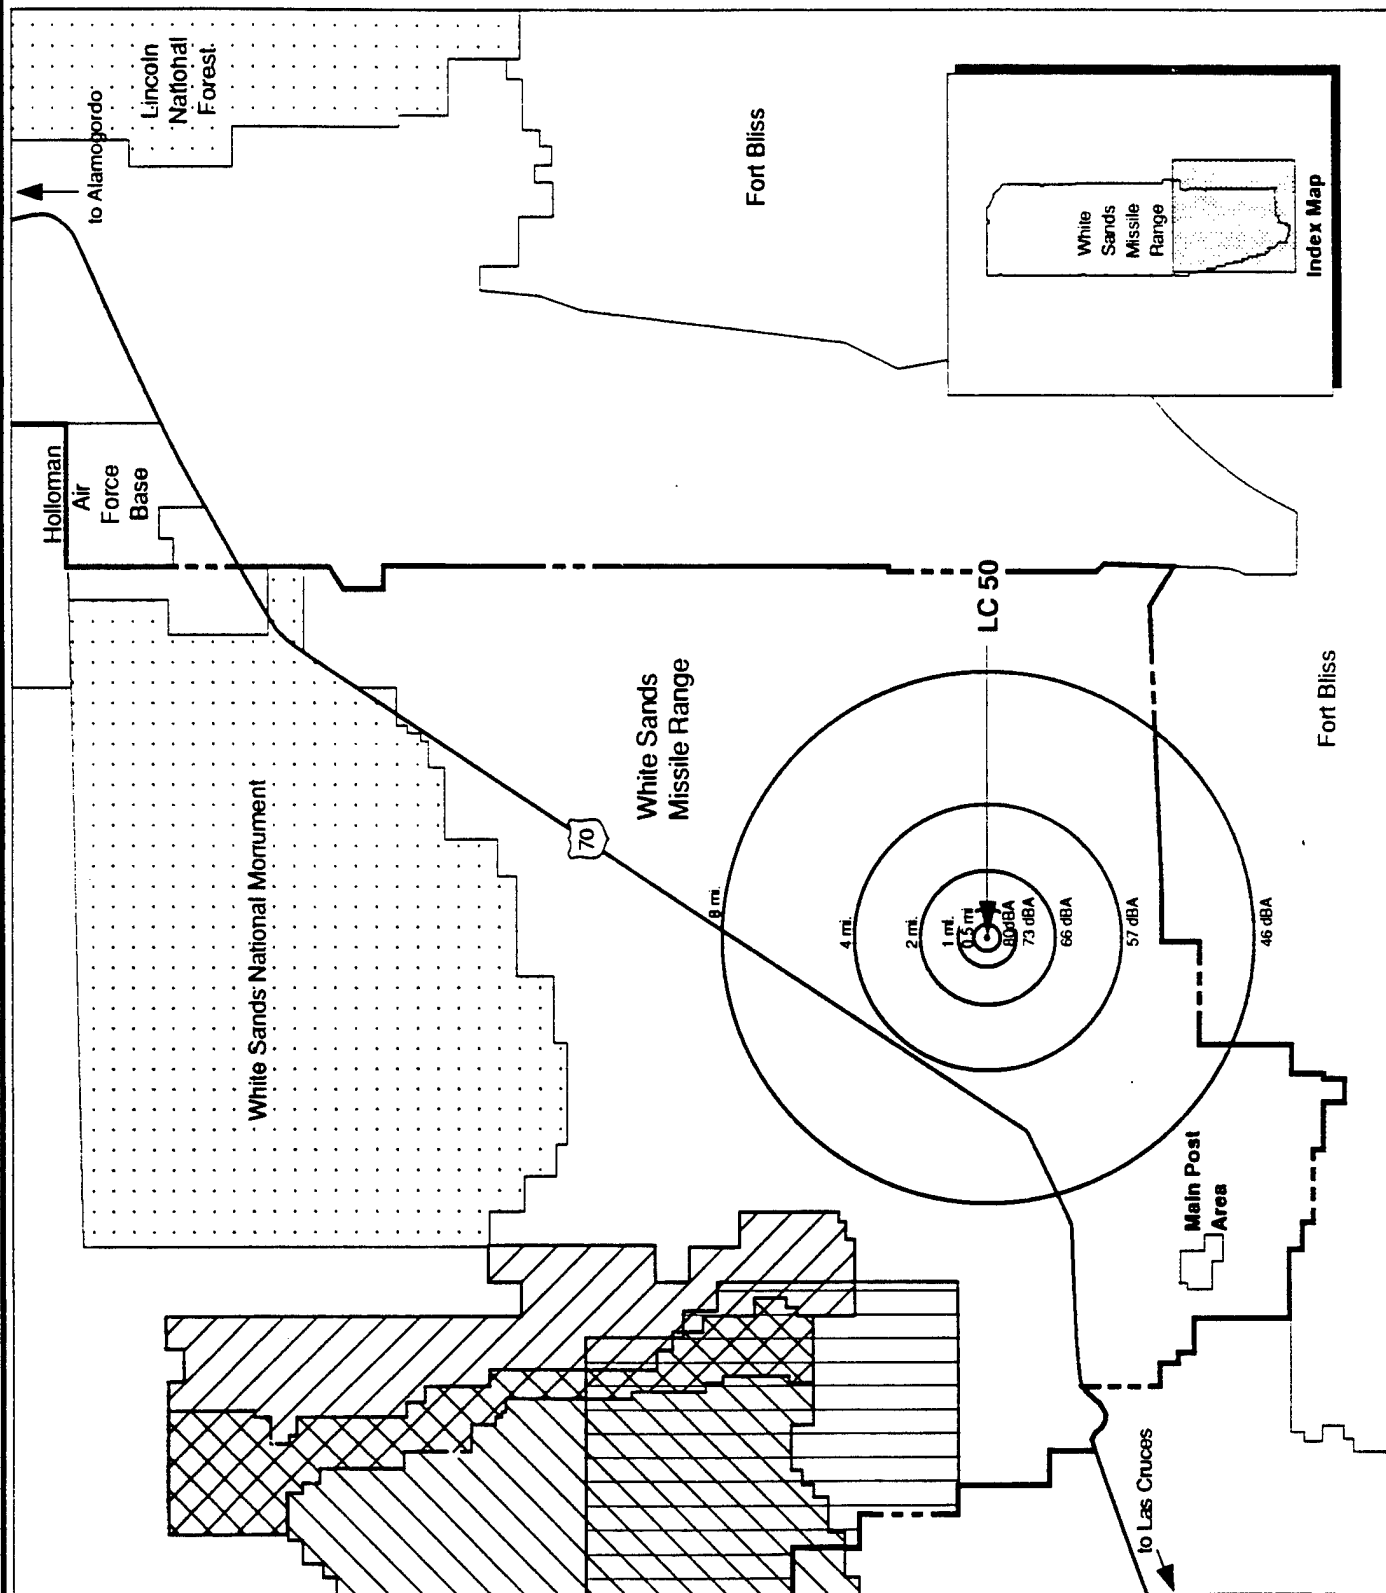 Lincoln
National
Forest
to Alamogordo
Holloman
Air
Force
Base
Fort Bliss
White
Sands
Missile
Range
Index Map
White Sands National Monument
70
White Sands
Missile Range
LC 50
8 mi.
4 mi.
2 mi.
1 mi.
0.5 mi
80dBA
73 dBA
66 dBA
57 dBA
46 dBA
Fort Bliss
Main Post
Area
to Las Cruces